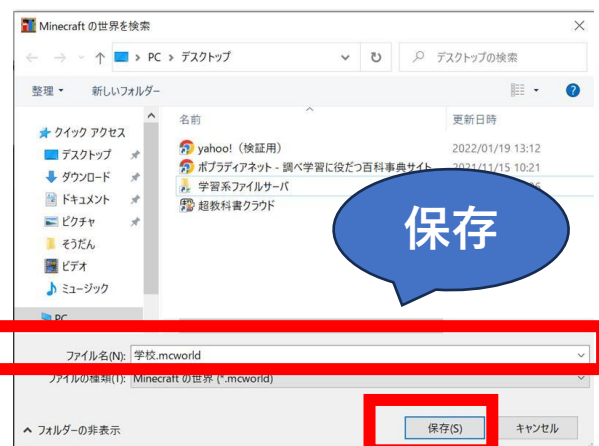 Minecraft の世界を検索
PC › デスクトップ
デスクトップの検索
整理
新しいフォルダー
名前
更新日時
クイック アクセス
デスクトップ
ダウンロード
ドキュメント
ピクチャ
そうだん
ビデオ
ミュージック
PC
yahoo!（検証用） 2022/01/19 13:12
ポプラディアネット - 調べ学習に役だつ百科事典サイト 2021/11/15 10:21
学習系ファイルサーバ
超教科書クラウド
保存
ファイル名(N): 学校.mcworld
ファイルの種類(T): Minecraft の世界 (*.mcworld)
フォルダーの非表示
保存(S)
キャンセル